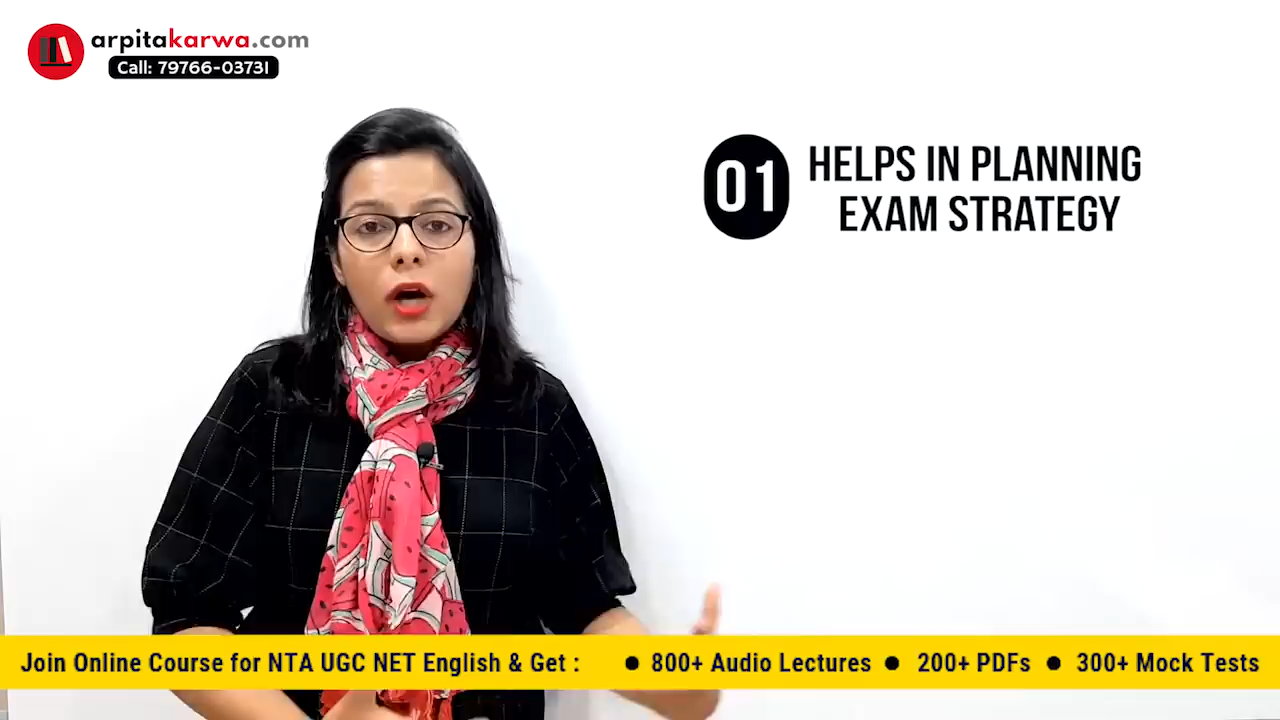 arpitakarwa.com
Call: 79766-03731
01 HELPS IN PLANNING
EXAM STRATEGY
Join Online Course for NTA UGC NET English & Get : ● 800+ Audio Lectures ● 200+ PDFs ● 300+ Mock Tests